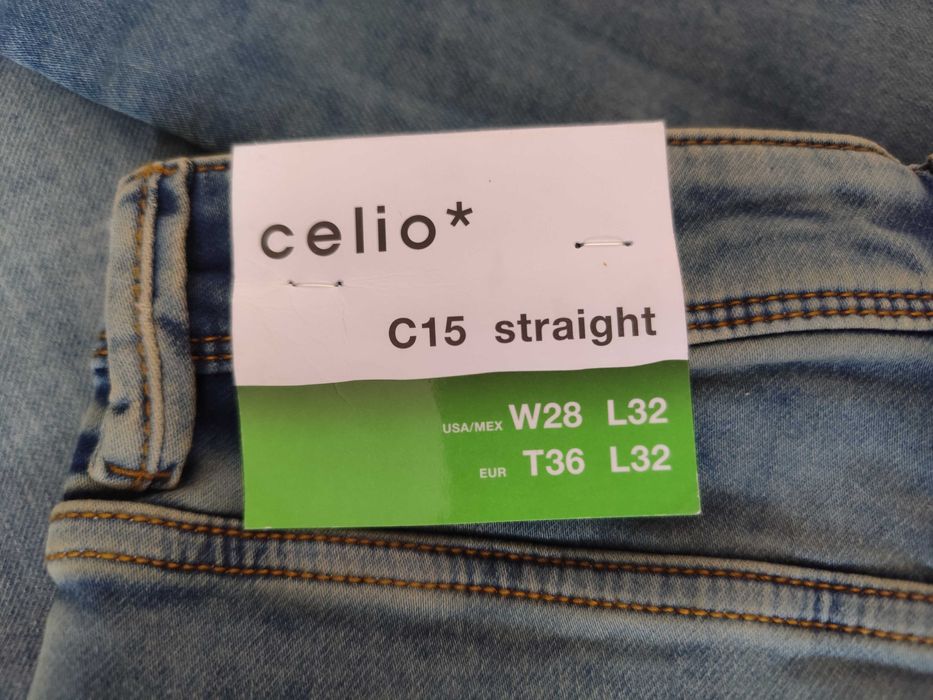 celio*
C15 straight
USA/MEX W28 L32
EUR T36 L32